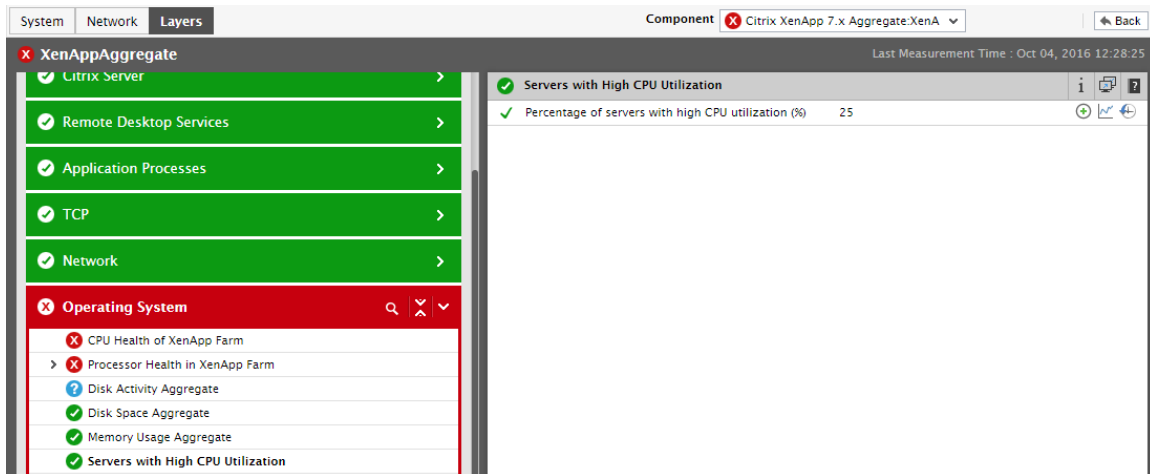 System Network Layers Component Citrix XenApp 7.x Aggregate:XenA Back
XenAppAggregate Last Measurement Time : Oct 04, 2016 12:28:25
Citrix Server
Servers with High CPU Utilization
Percentage of servers with high CPU utilization (%) 25
Remote Desktop Services
Application Processes
TCP
Network
Operating System
CPU Health of XenApp Farm
Processor Health in XenApp Farm
Disk Activity Aggregate
Disk Space Aggregate
Memory Usage Aggregate
Servers with High CPU Utilization